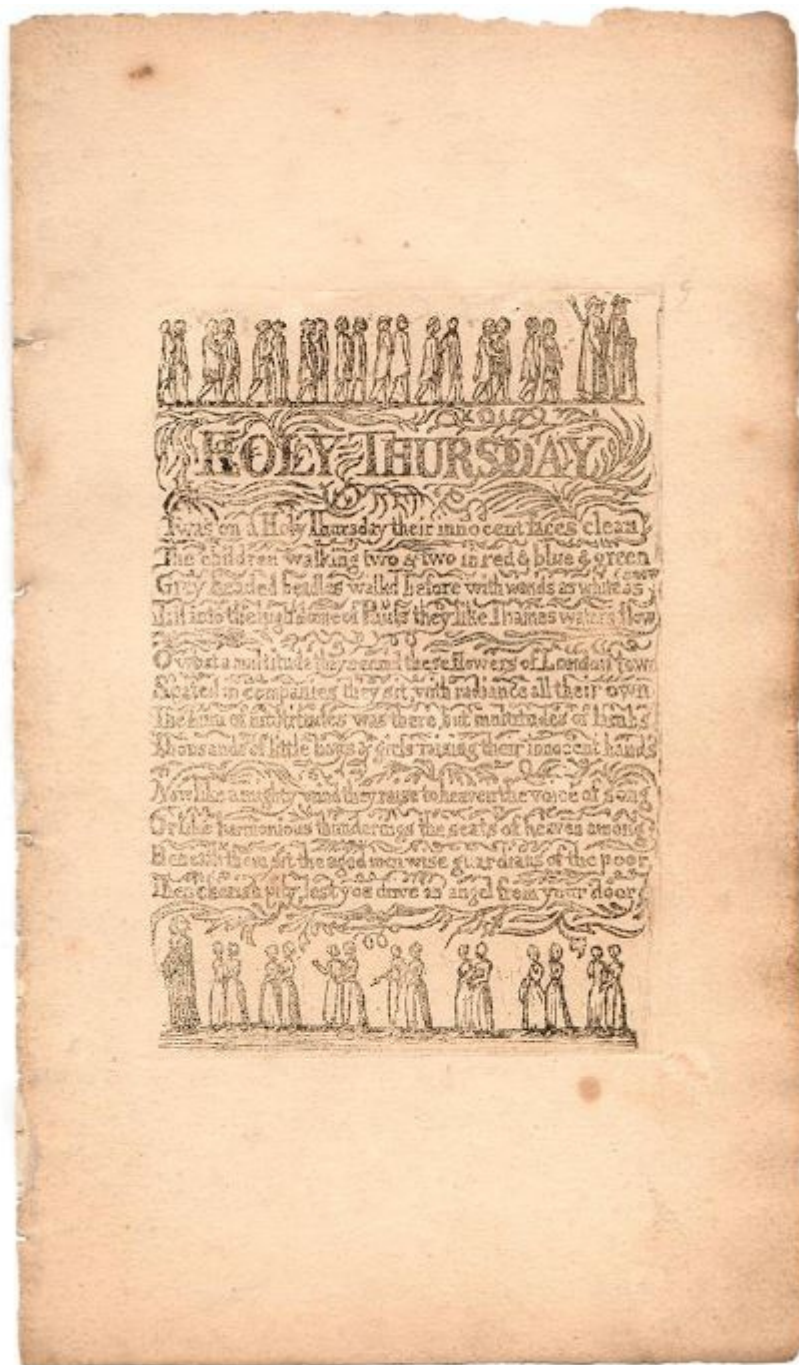 HOLY THURSDAY
Twas on a Holy Thursday their innocent faces clean
The children walking two & two in red & blue & green
Grey headed beadles walkd before with wands as white as snow
Till into the high dome of Pauls they like Thames waters flow
O what a multitude they seemd these flowers of London town
Seated in companies they sit with radiance all their own
The hum of multitudes was there but multitudes of lambs
Thousands of little boys & girls raising their innocent hands
Now like a mighty wind they raise to heaven the voice of song
Or like harmonious thunderings the seats of heaven among
Beneath them sit the aged men wise guardians of the poor
Then cherish pity, lest you drive an angel from your door